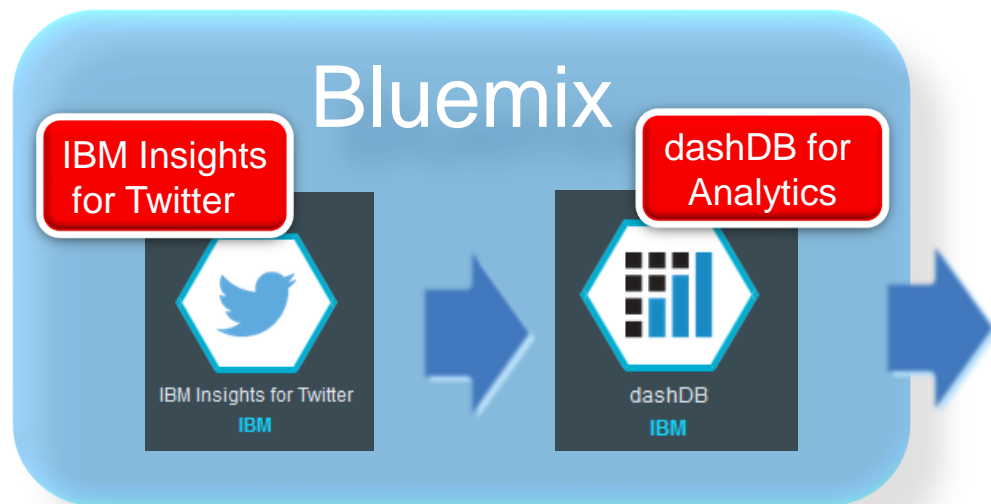 Bluemix
IBM Insights
for Twitter
dashDB for
Analytics
IBM Insights for Twitter
IBM
dashDB
IBM